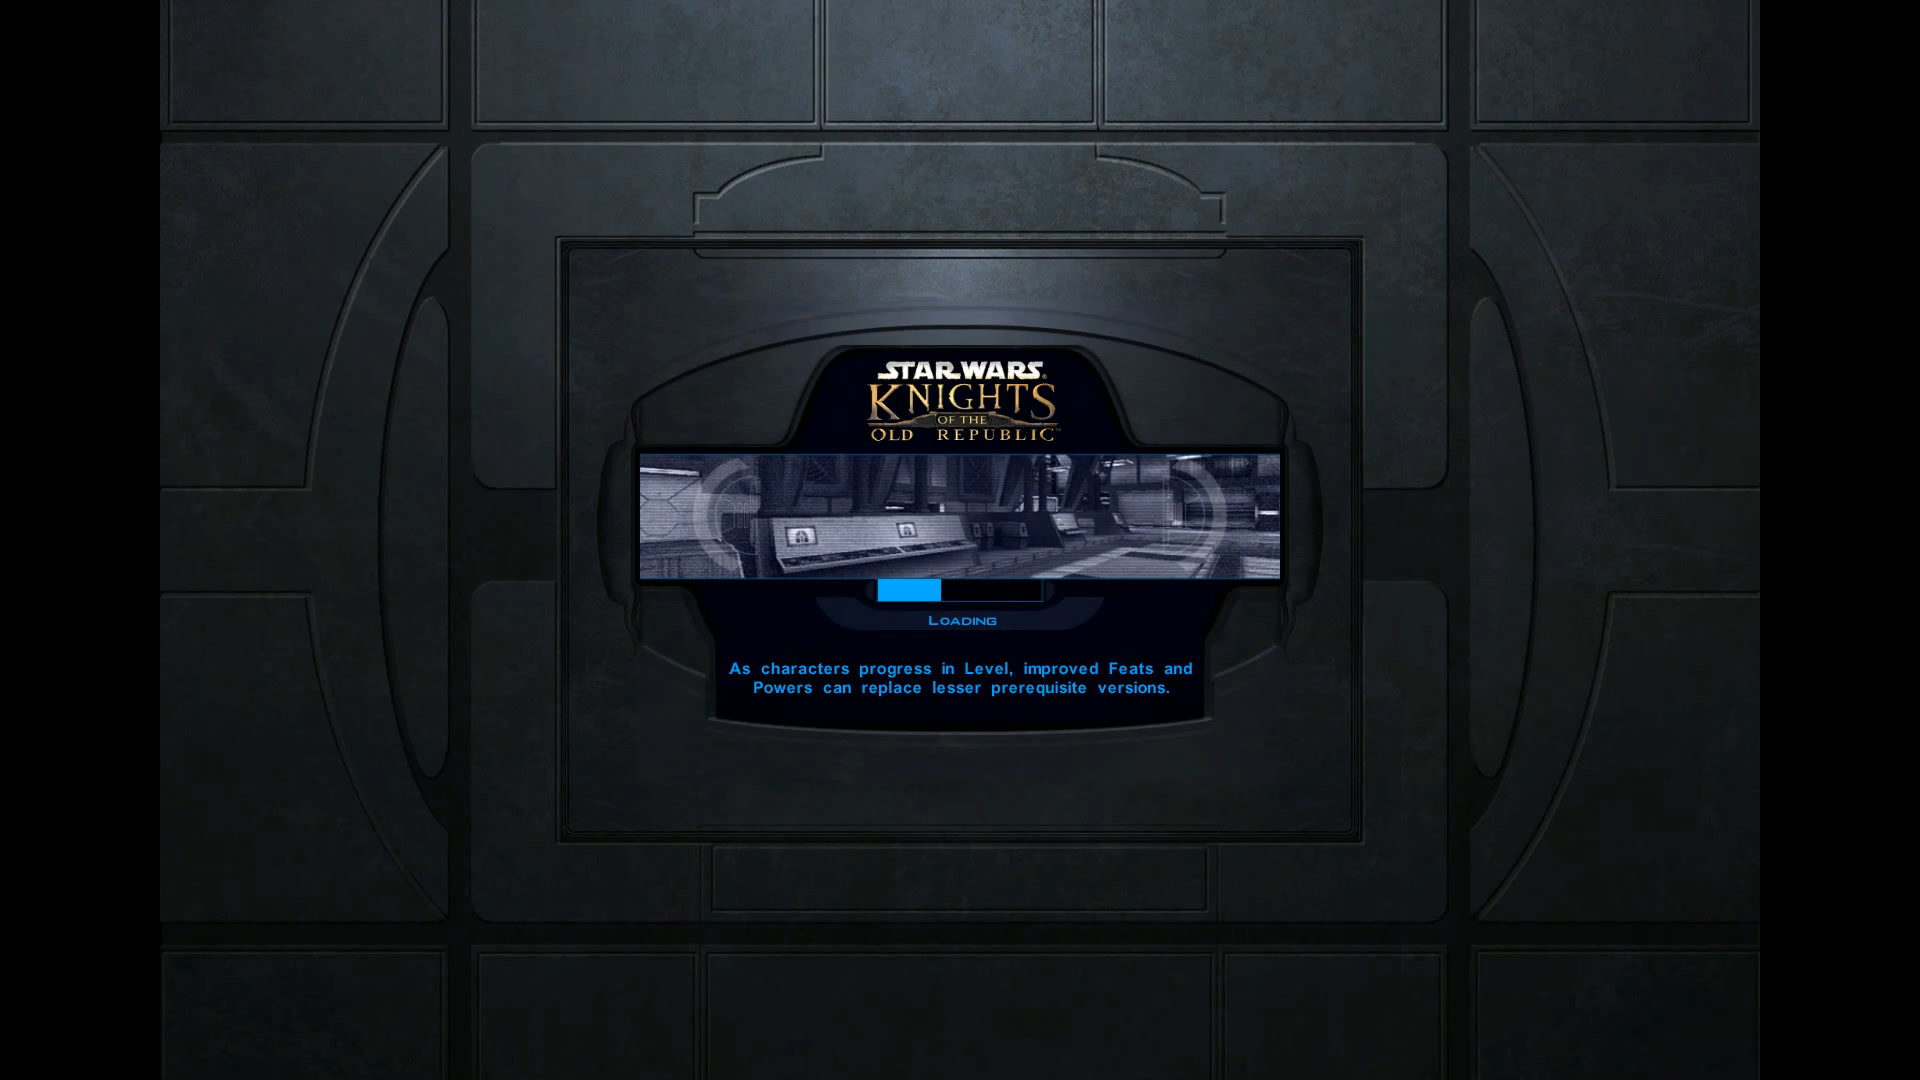 STAR WARS
KNIGHTS
OF THE
OLD REPUBLIC™
LOADING
As characters progress in Level, improved Feats and
Powers can replace lesser prerequisite versions.